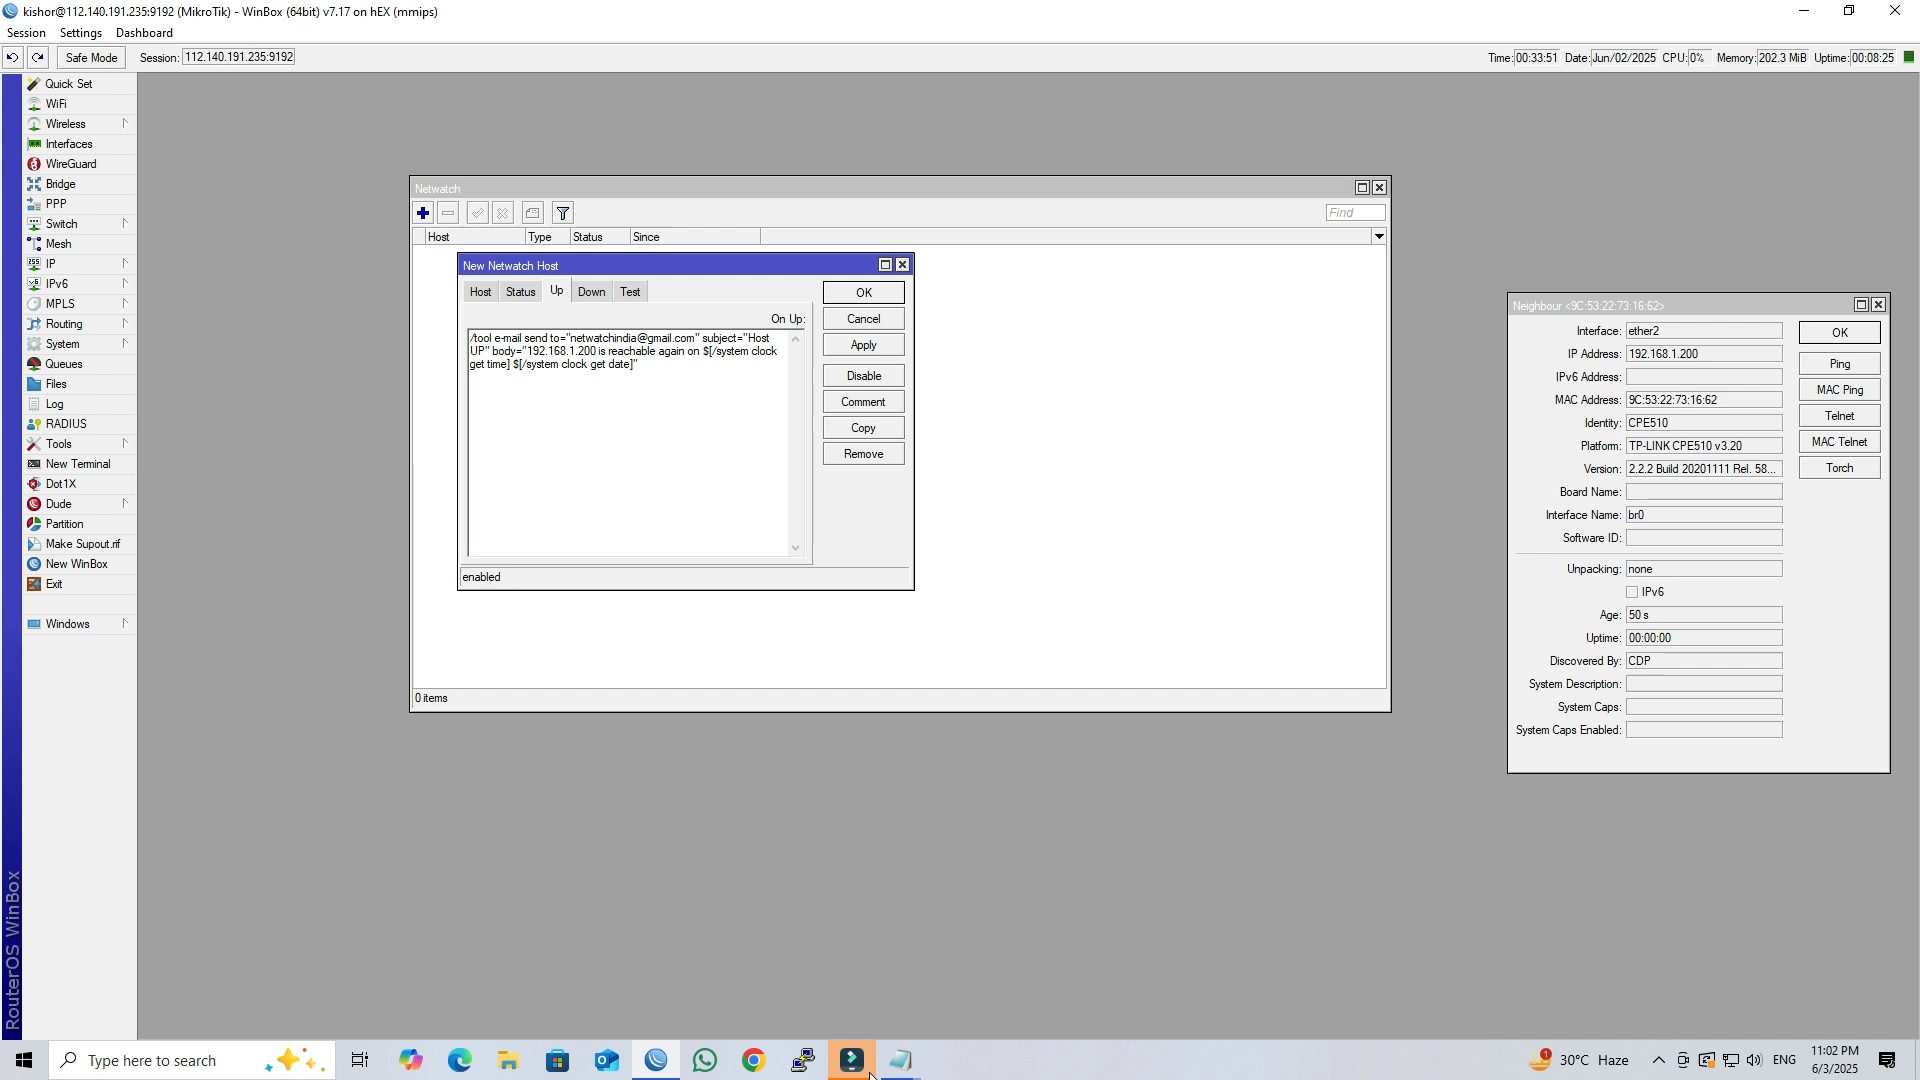 kishor@112.140.191.235:9192 (MikroTik) - WinBox (64bit) v7.17 on hEX (mmips)
Session Settings Dashboard
Safe Mode Session: 112.140.191.235:9192 Time: 00:33:51 Date: Jun/02/2025 CPU: 0% Memory: 202.3 MiB Uptime: 00:08:25
Quick Set
WiFi
Wireless
Interfaces
WireGuard
Bridge
PPP
Switch
Mesh
IP
IPv6
MPLS
Routing
System
Queues
Files
Log
RADIUS
Tools
New Terminal
Dot1X
Dude
Partition
Make Supout.rif
New WinBox
Exit
Windows
RouterOS WinBox
Netwatch
Find
Host Type Status Since
New Netwatch Host
Host Status Up Down Test
On Up:
/tool e-mail send to="netwatchindia@gmail.com" subject="Host
UP" body="192.168.1.200 is reachable again on $[/system clock
get time] $[/system clock get date]"
OK
Cancel
Apply
Disable
Comment
Copy
Remove
enabled
0 items
Neighbour <9C:53:22:73:16:62>
Interface: ether2
IP Address: 192.168.1.200
IPv6 Address:
MAC Address: 9C:53:22:73:16:62
Identity: CPE510
Platform: TP-LINK CPE510 v3.20
Version: 2.2.2 Build 20201111 Rel. 58...
Board Name:
Interface Name: br0
Software ID:
Unpacking: none
IPv6
Age: 50 s
Uptime: 00:00:00
Discovered By: CDP
System Description:
System Caps:
System Caps Enabled:
OK
Ping
MAC Ping
Telnet
MAC Telnet
Torch
Type here to search
1
30°C Haze
ENG
11:02 PM
6/3/2025